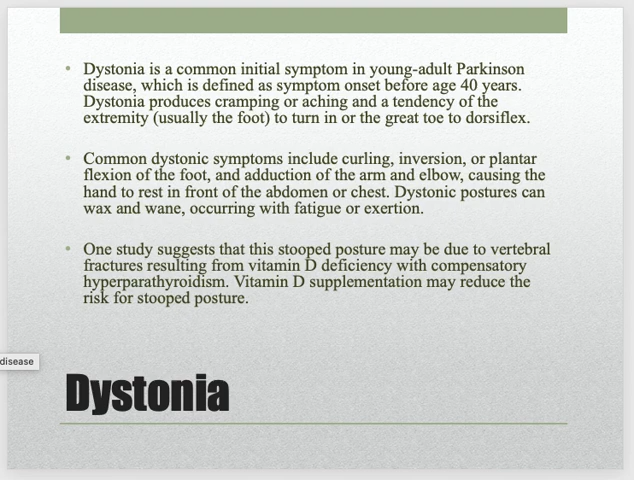 • Dystonia is a common initial symptom in young-adult Parkinson
disease, which is defined as symptom onset before age 40 years.
Dystonia produces cramping or aching and a tendency of the
extremity (usually the foot) to turn in or the great toe to dorsiflex.
• Common dystonic symptoms include curling, inversion, or plantar
flexion of the foot, and adduction of the arm and elbow, causing the
hand to rest in front of the abdomen or chest. Dystonic postures can
wax and wane, occurring with fatigue or exertion.
• One study suggests that this stooped posture may be due to vertebral
fractures resulting from vitamin D deficiency with compensatory
hyperparathyroidism. Vitamin D supplementation may reduce the
risk for stooped posture.
disease
Dystonia